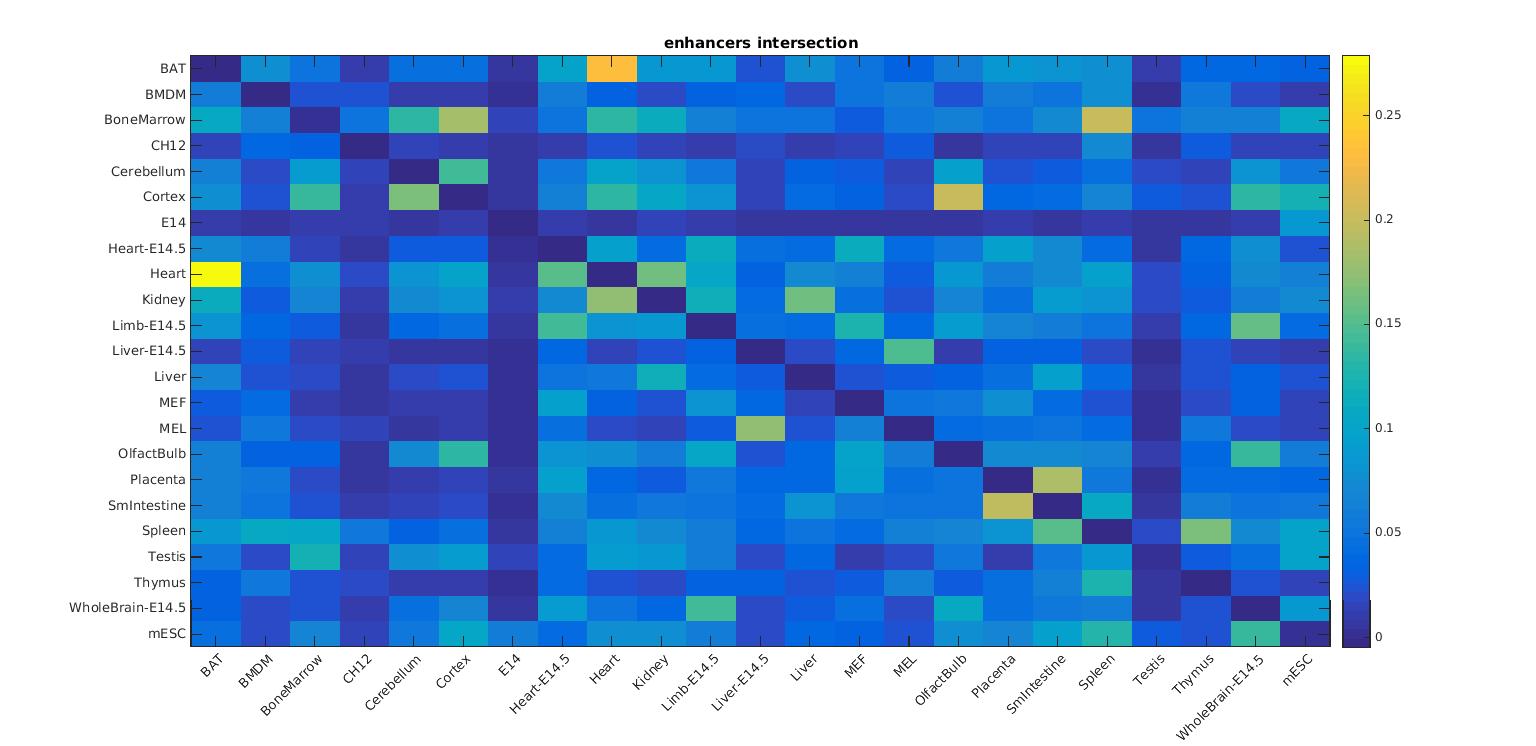 enhancers intersection
BAT
BMDM
BoneMarrow
CH12
Cerebellum
Cortex
E14
Heart-E14.5
Heart
Kidney
Limb-E14.5
Liver-E14.5
Liver
MEF
MEL
OlfactBulb
Placenta
SmIntestine
Spleen
Testis
Thymus
WholeBrain-E14.5
mESC
BAT
BMDM
BoneMarrow
CH12
Cerebellum
Cortex
E14
Heart-E14.5
Heart
Kidney
Limb-E14.5
Liver-E14.5
Liver
MEF
MEL
OlfactBulb
Placenta
SmIntestine
Spleen
Testis
Thymus
WholeBrain-E14.5
mESC
0.25
0.2
0.15
0.1
0.05
0